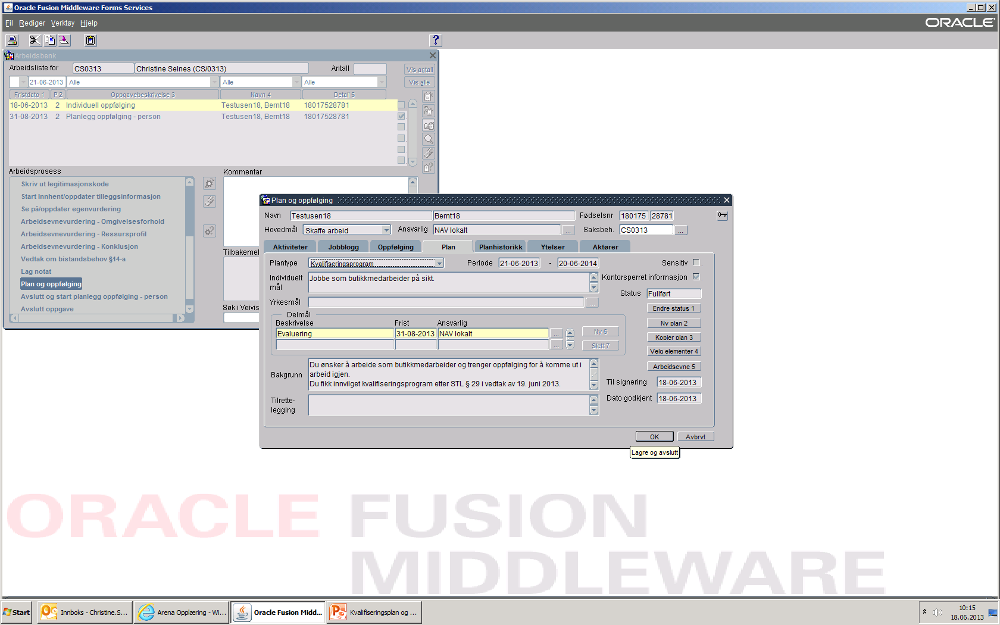 Oracle Fusion Middleware Forms Services
Fil Rediger Verktøy Hjelp
ORACLE
?
Arbeidsbenk
Arbeidsliste for CS0313 Christine Selnes (CS/0313) Antall Vis antall
21-06-2013 Alle Alle Alle Vis alle
Fristdato 1 P 2 Oppgavebeskrivelse 3 Navn 4 Detalj 5
18-06-2013 2 Individuell oppfølging Testusen18, Bernt18 18017528781
31-08-2013 2 Planlegg oppfølging - person Testusen18, Bernt18 18017528781
Arbeidsprosess
Skriv ut legitimasjonskode
Start Innhent/oppdater tilleggsinformasjon
Se på/oppdater egenvurdering
Arbeidsevnevurdering - Omgivelsesforhold
Arbeidsevnevurdering - Ressursprofil
Arbeidsevnevurdering - Konklusjon
Vedtak om bistandsbehov §14-a
Lag notat
Plan og oppfølging
Avslutt og start planlegg oppfølging - person
Avslutt oppgave
Kommentar
Tilbakemel
Søk i Veivis
Plan og oppfølging
Navn Testusen18 Bernt18 Fødselsnr 180175 28781
Hovedmål Skaffe arbeid Ansvarlig NAV lokalt ... Saksbeh. CS0313 ...
Aktiviteter Jobblogg Oppfølging Plan Planhistorikk Ytelser Aktører
Plantype Kvalifiseringsprogram Periode 21-06-2013 - 20-06-2014 Sensitiv
Individuelt mål Jobbe som butikkmedarbeider på sikt. Kontorsperret informasjon
Status Fullført
Yrkesmål ...
Endre status 1
Ny plan 2
Kopier plan 3
Velg elementer 4
Arbeidsevne 5
Delmål
Beskrivelse Frist Ansvarlig
Evaluering 31-08-2013 NAV lokalt ... Ny 6
... Slett 7
Bakgrunn
Du ønsker å arbeide som butikkmedarbeider og trenger oppfølging for å komme ut i
arbeid igjen.
Du fikk innvilget kvalifiseringsprogram etter STL § 29 i vedtak av 19. juni 2013.
Til signering 18-06-2013
Dato godkjent 18-06-2013
Tilrette-
legging
OK Avbryt
Lagre og avslutt
ORACLE FUSION
MIDDLEWARE
Start Innboks - Christine.S... Arena Opplæring - Wi... Oracle Fusion Midd... Kvalifiseringsplan og ... 10:15
18.06.2013